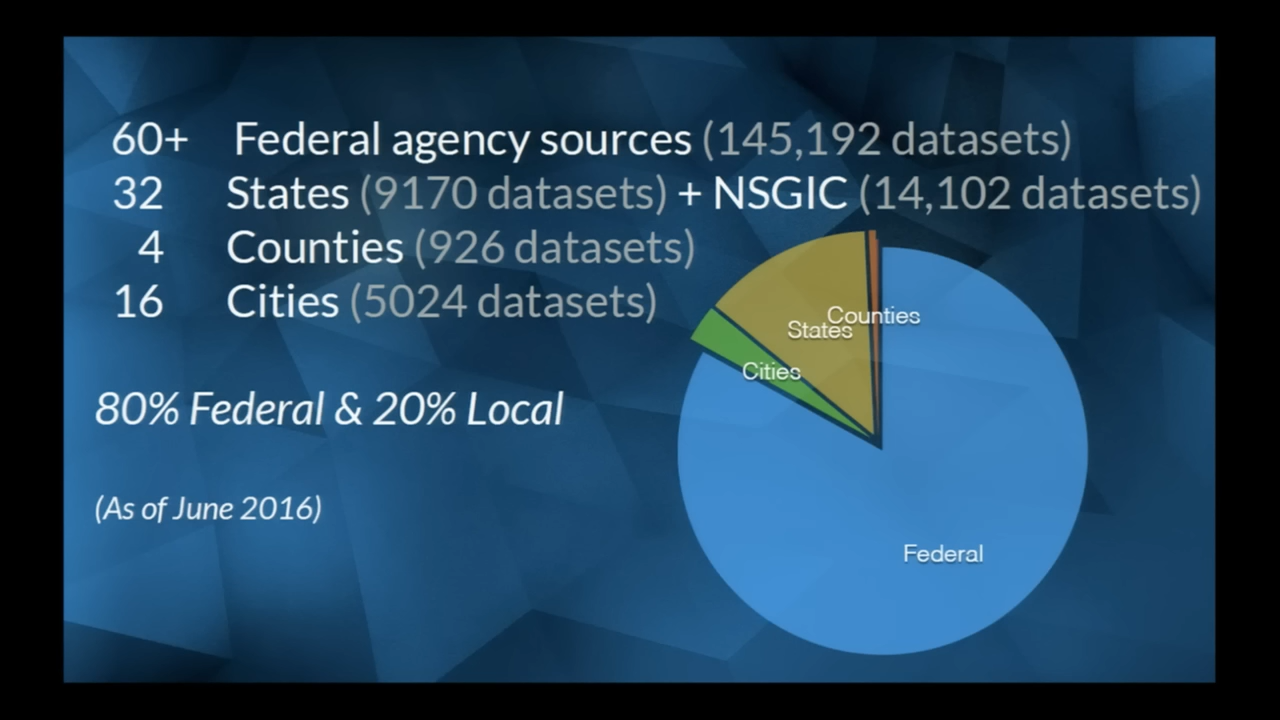 60+ Federal agency sources (145,192 datasets)
32 States (9170 datasets) + NSGIC (14,102 datasets)
4 Counties (926 datasets)
16 Cities (5024 datasets)
80% Federal & 20% Local
(As of June 2016)
Counties
States
Cities
Federal